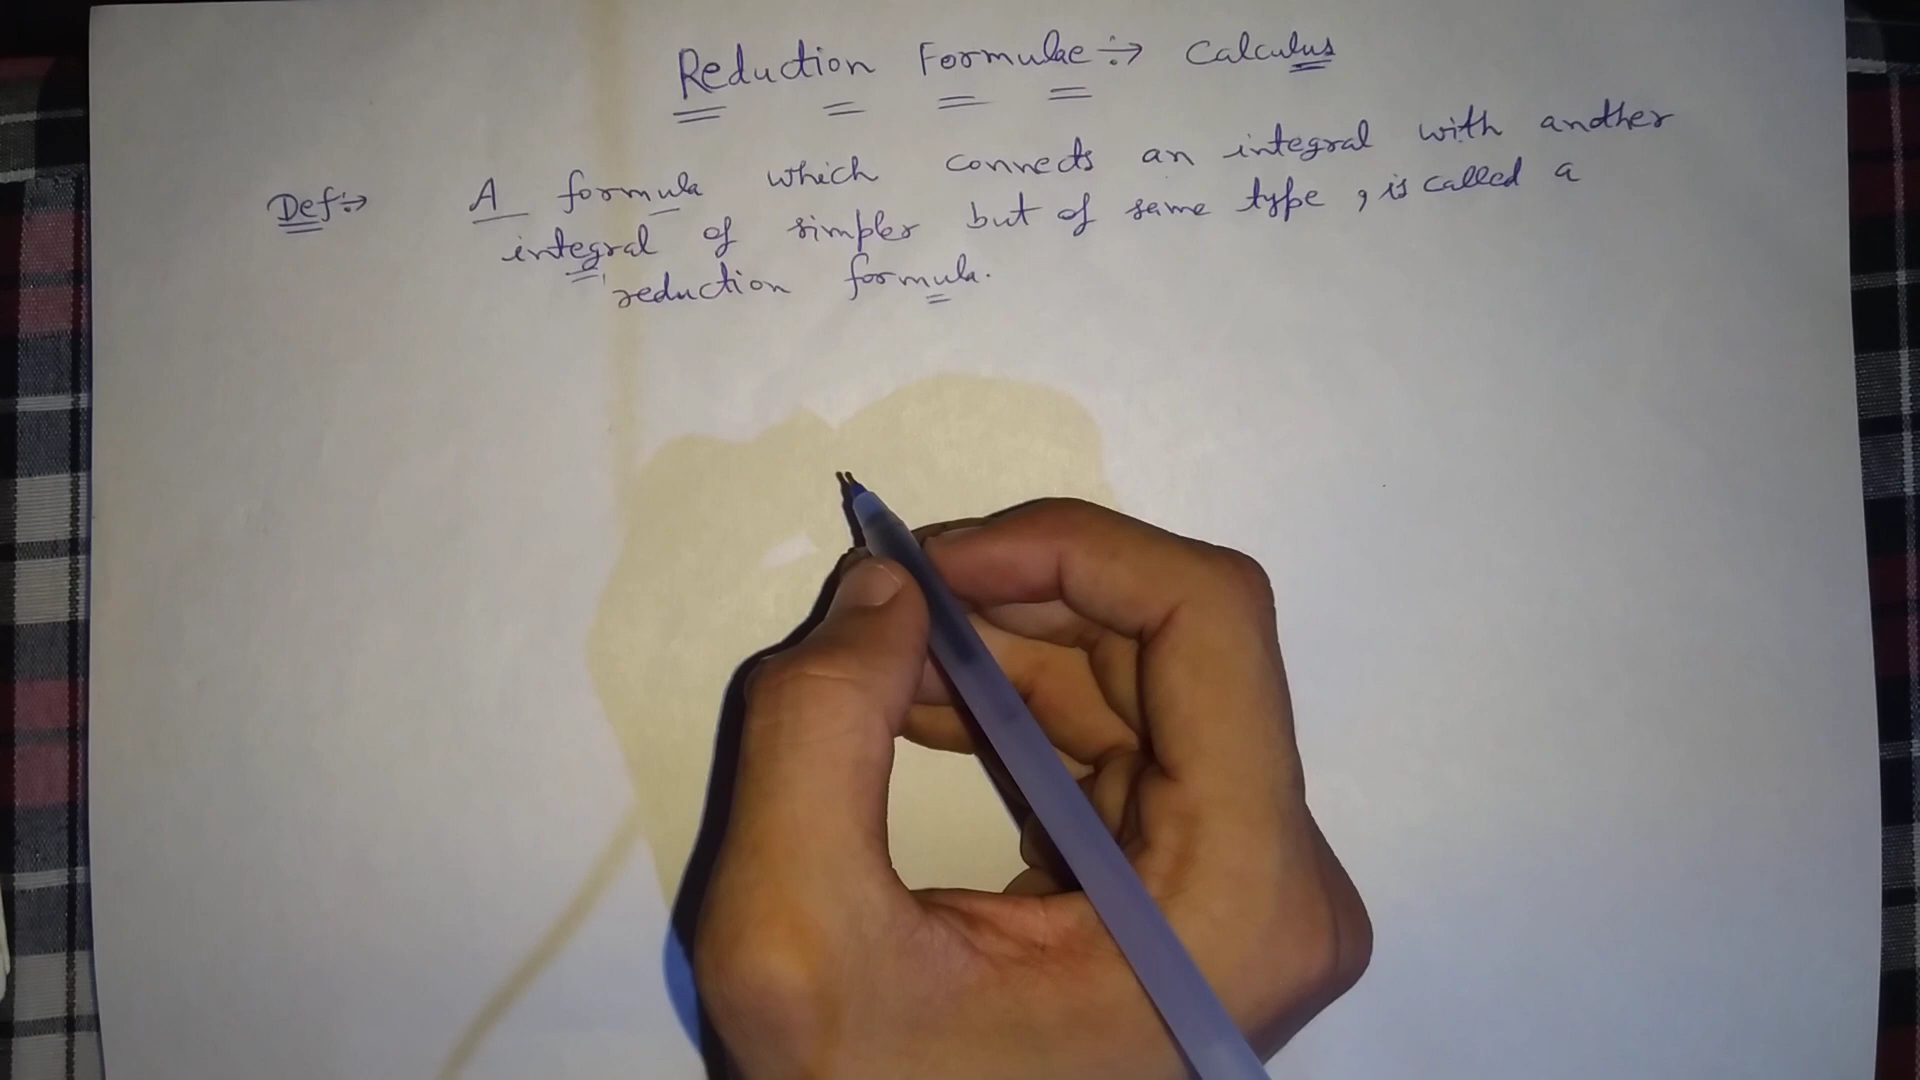 Reduction Formulae :→ Calculus
Def :→ A formula which connects an integral with another
integral of simpler but of same type, is called a
reduction formula.